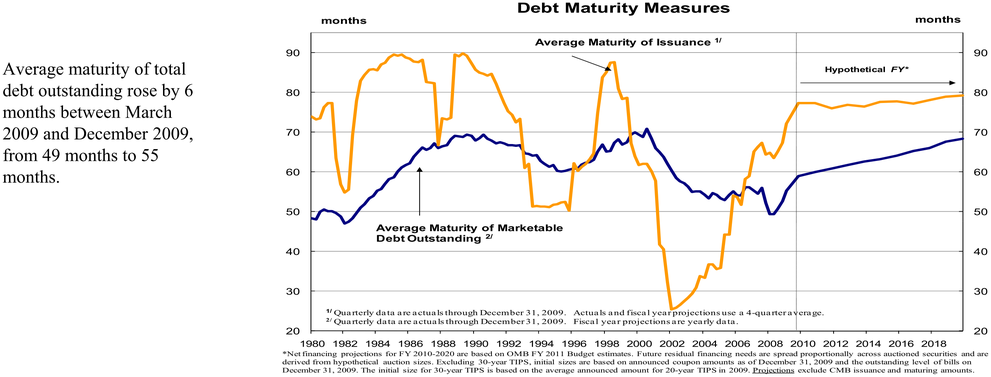 Debt Maturity Measures
months
months
Average maturity of total
debt outstanding rose by 6
months between March
2009 and December 2009,
from 49 months to 55
months.
90
80
70
60
50
40
30
20
90
80
70
60
50
40
30
20
Average Maturity of Issuance 1/
Hypothetical FY*
Average Maturity of Marketable
Debt Outstanding 2/
1/ Quarterly data are actuals through December 31, 2009. Actuals and fiscal year projections use a 4-quarter average.
2/ Quarterly data are actuals through December 31, 2009. Fiscal year projections are yearly data.
1980 1982 1984 1986 1988 1990 1992 1994 1996 1998 2000 2002 2004 2006 2008 2010 2012 2014 2016 2018
*Net financing projections for FY 2010-2020 are based on OMB FY 2011 Budget estimates. Future residual financing needs are spread proportionally across auctioned securities and are
derived from hypothetical auction sizes. Excluding 30-year TIPS, initial sizes are based on announced coupon amounts as of December 31, 2009 and the outstanding level of bills on
December 31, 2009. The initial size for 30-year TIPS is based on the average announced amount for 20-year TIPS in 2009. Projections exclude CMB issuance and maturing amounts.